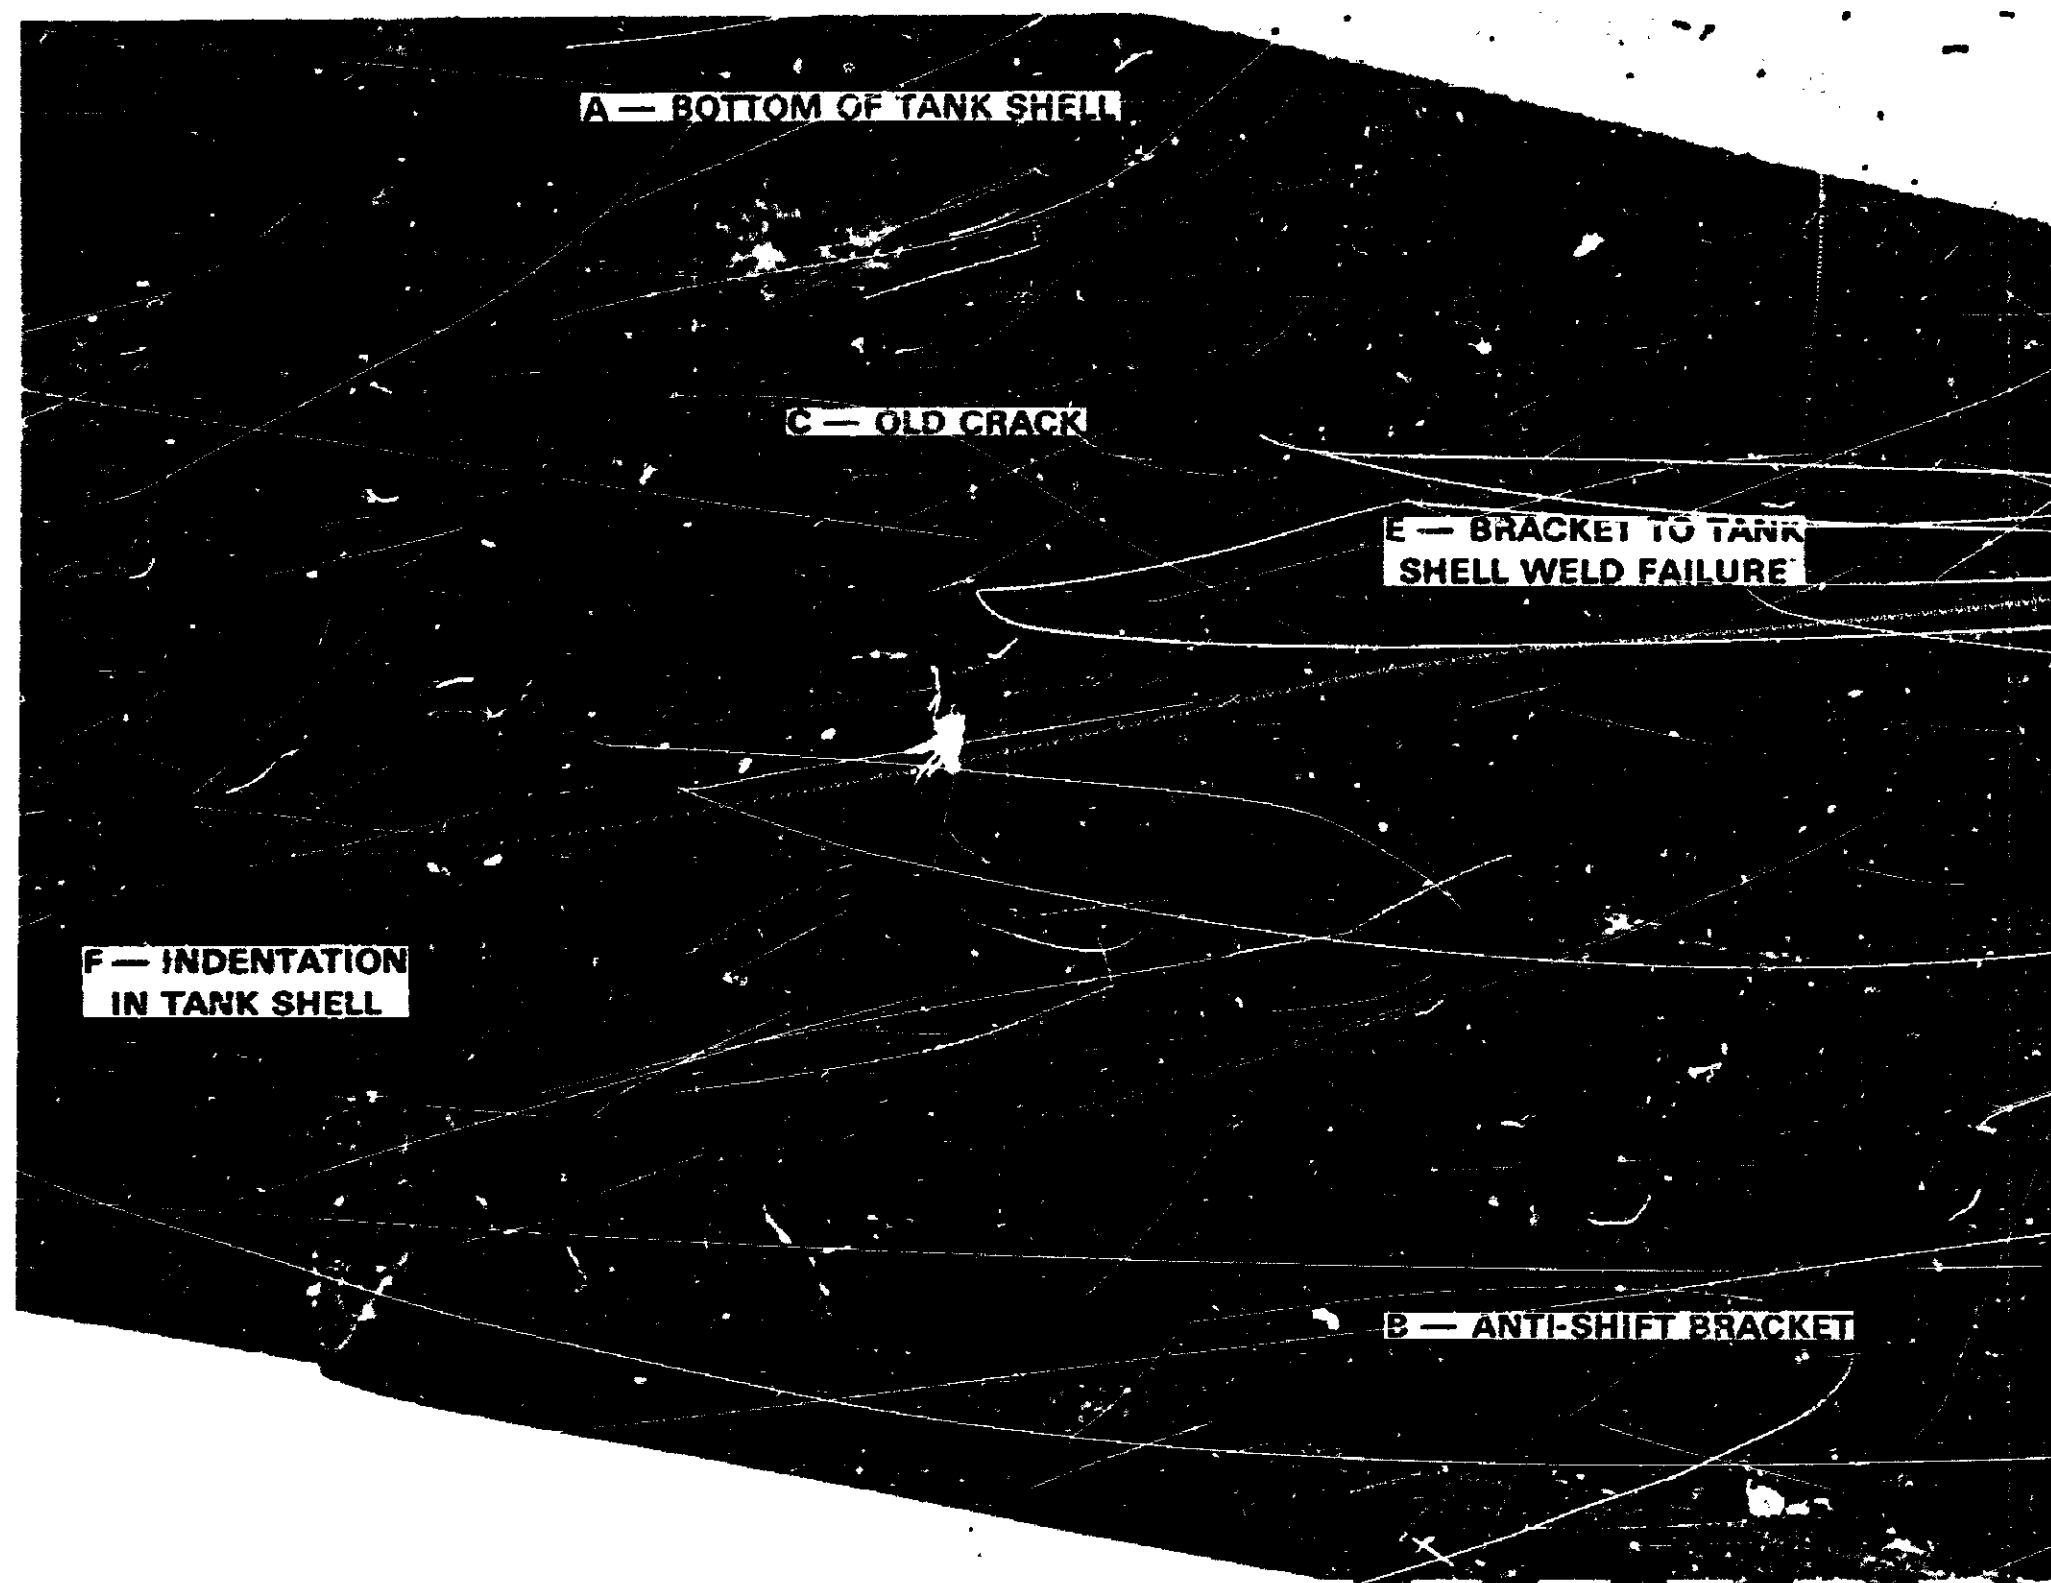 A — BOTTOM OF TANK SHELL
C — OLD CRACK
E — BRACKET TO TANK
SHELL WELD FAILURE
F — INDENTATION
IN TANK SHELL
B — ANTI-SHIFT BRACKET